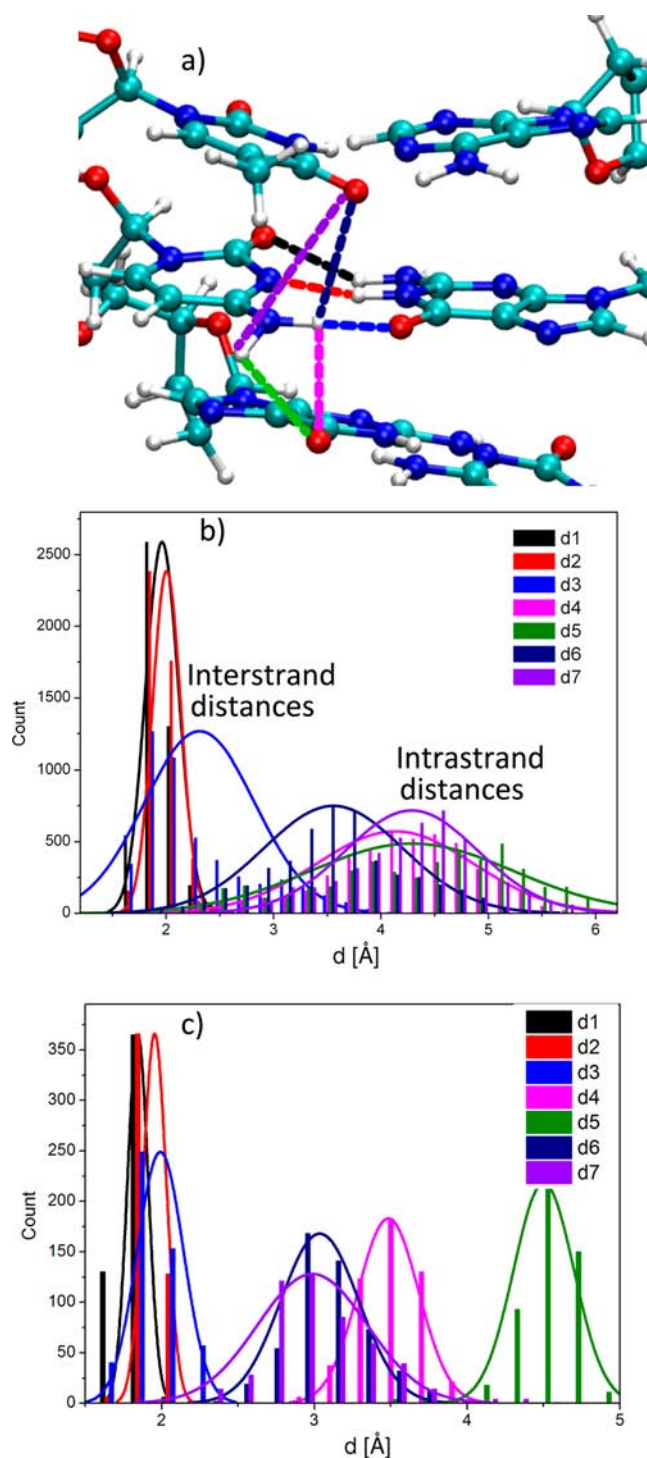 a)
b)
d1
d2
d3
d4
d5
d6
d7
Interstrand
distances
Intrastrand
distances
Count
2500
2000
1500
1000
500
0
2 3 4 5 6
d [Å]
c)
d1
d2
d3
d4
d5
d6
d7
Count
350
300
250
200
150
100
50
0
2 3 4 5
d [Å]